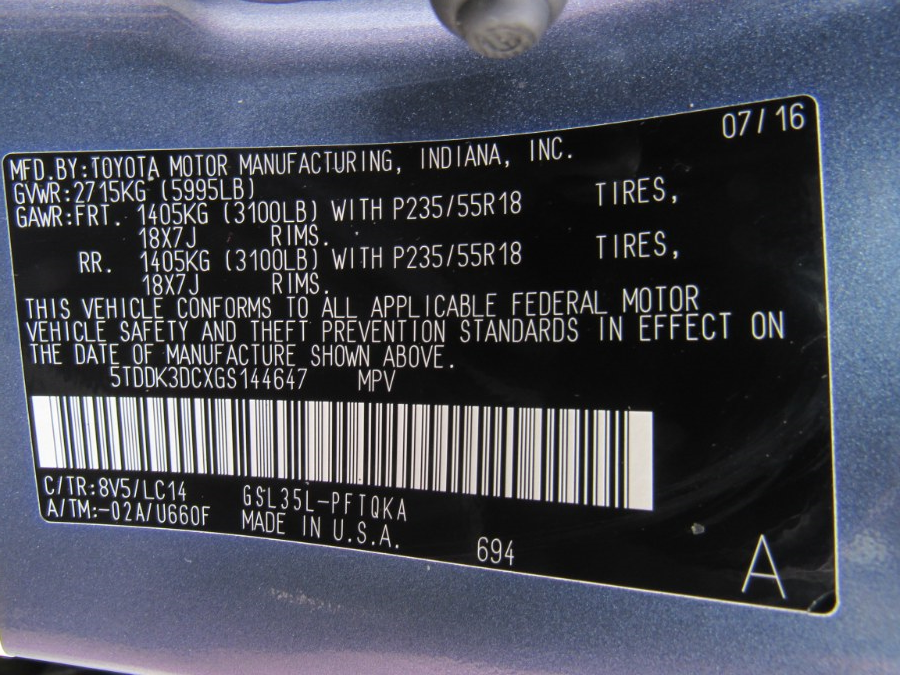 07/16
MFD.BY:TOYOTA MOTOR MANUFACTURING, INDIANA, INC.
GVWR:2715KG (5995LB)
GAWR:FRT. 1405KG (3100LB) WITH P235/55R18 TIRES,
18X7J RIMS.
RR. 1405KG (3100LB) WITH P235/55R18 TIRES,
18X7J RIMS.
THIS VEHICLE CONFORMS TO ALL APPLICABLE FEDERAL MOTOR
VEHICLE SAFETY AND THEFT PREVENTION STANDARDS IN EFFECT ON
THE DATE OF MANUFACTURE SHOWN ABOVE.
5TDDK3DCXGS144647 MPV
C/TR:8V5/LC14 GSL35L-PFTQKA
A/TM:-02A/U660F MADE IN U.S.A.
694
A